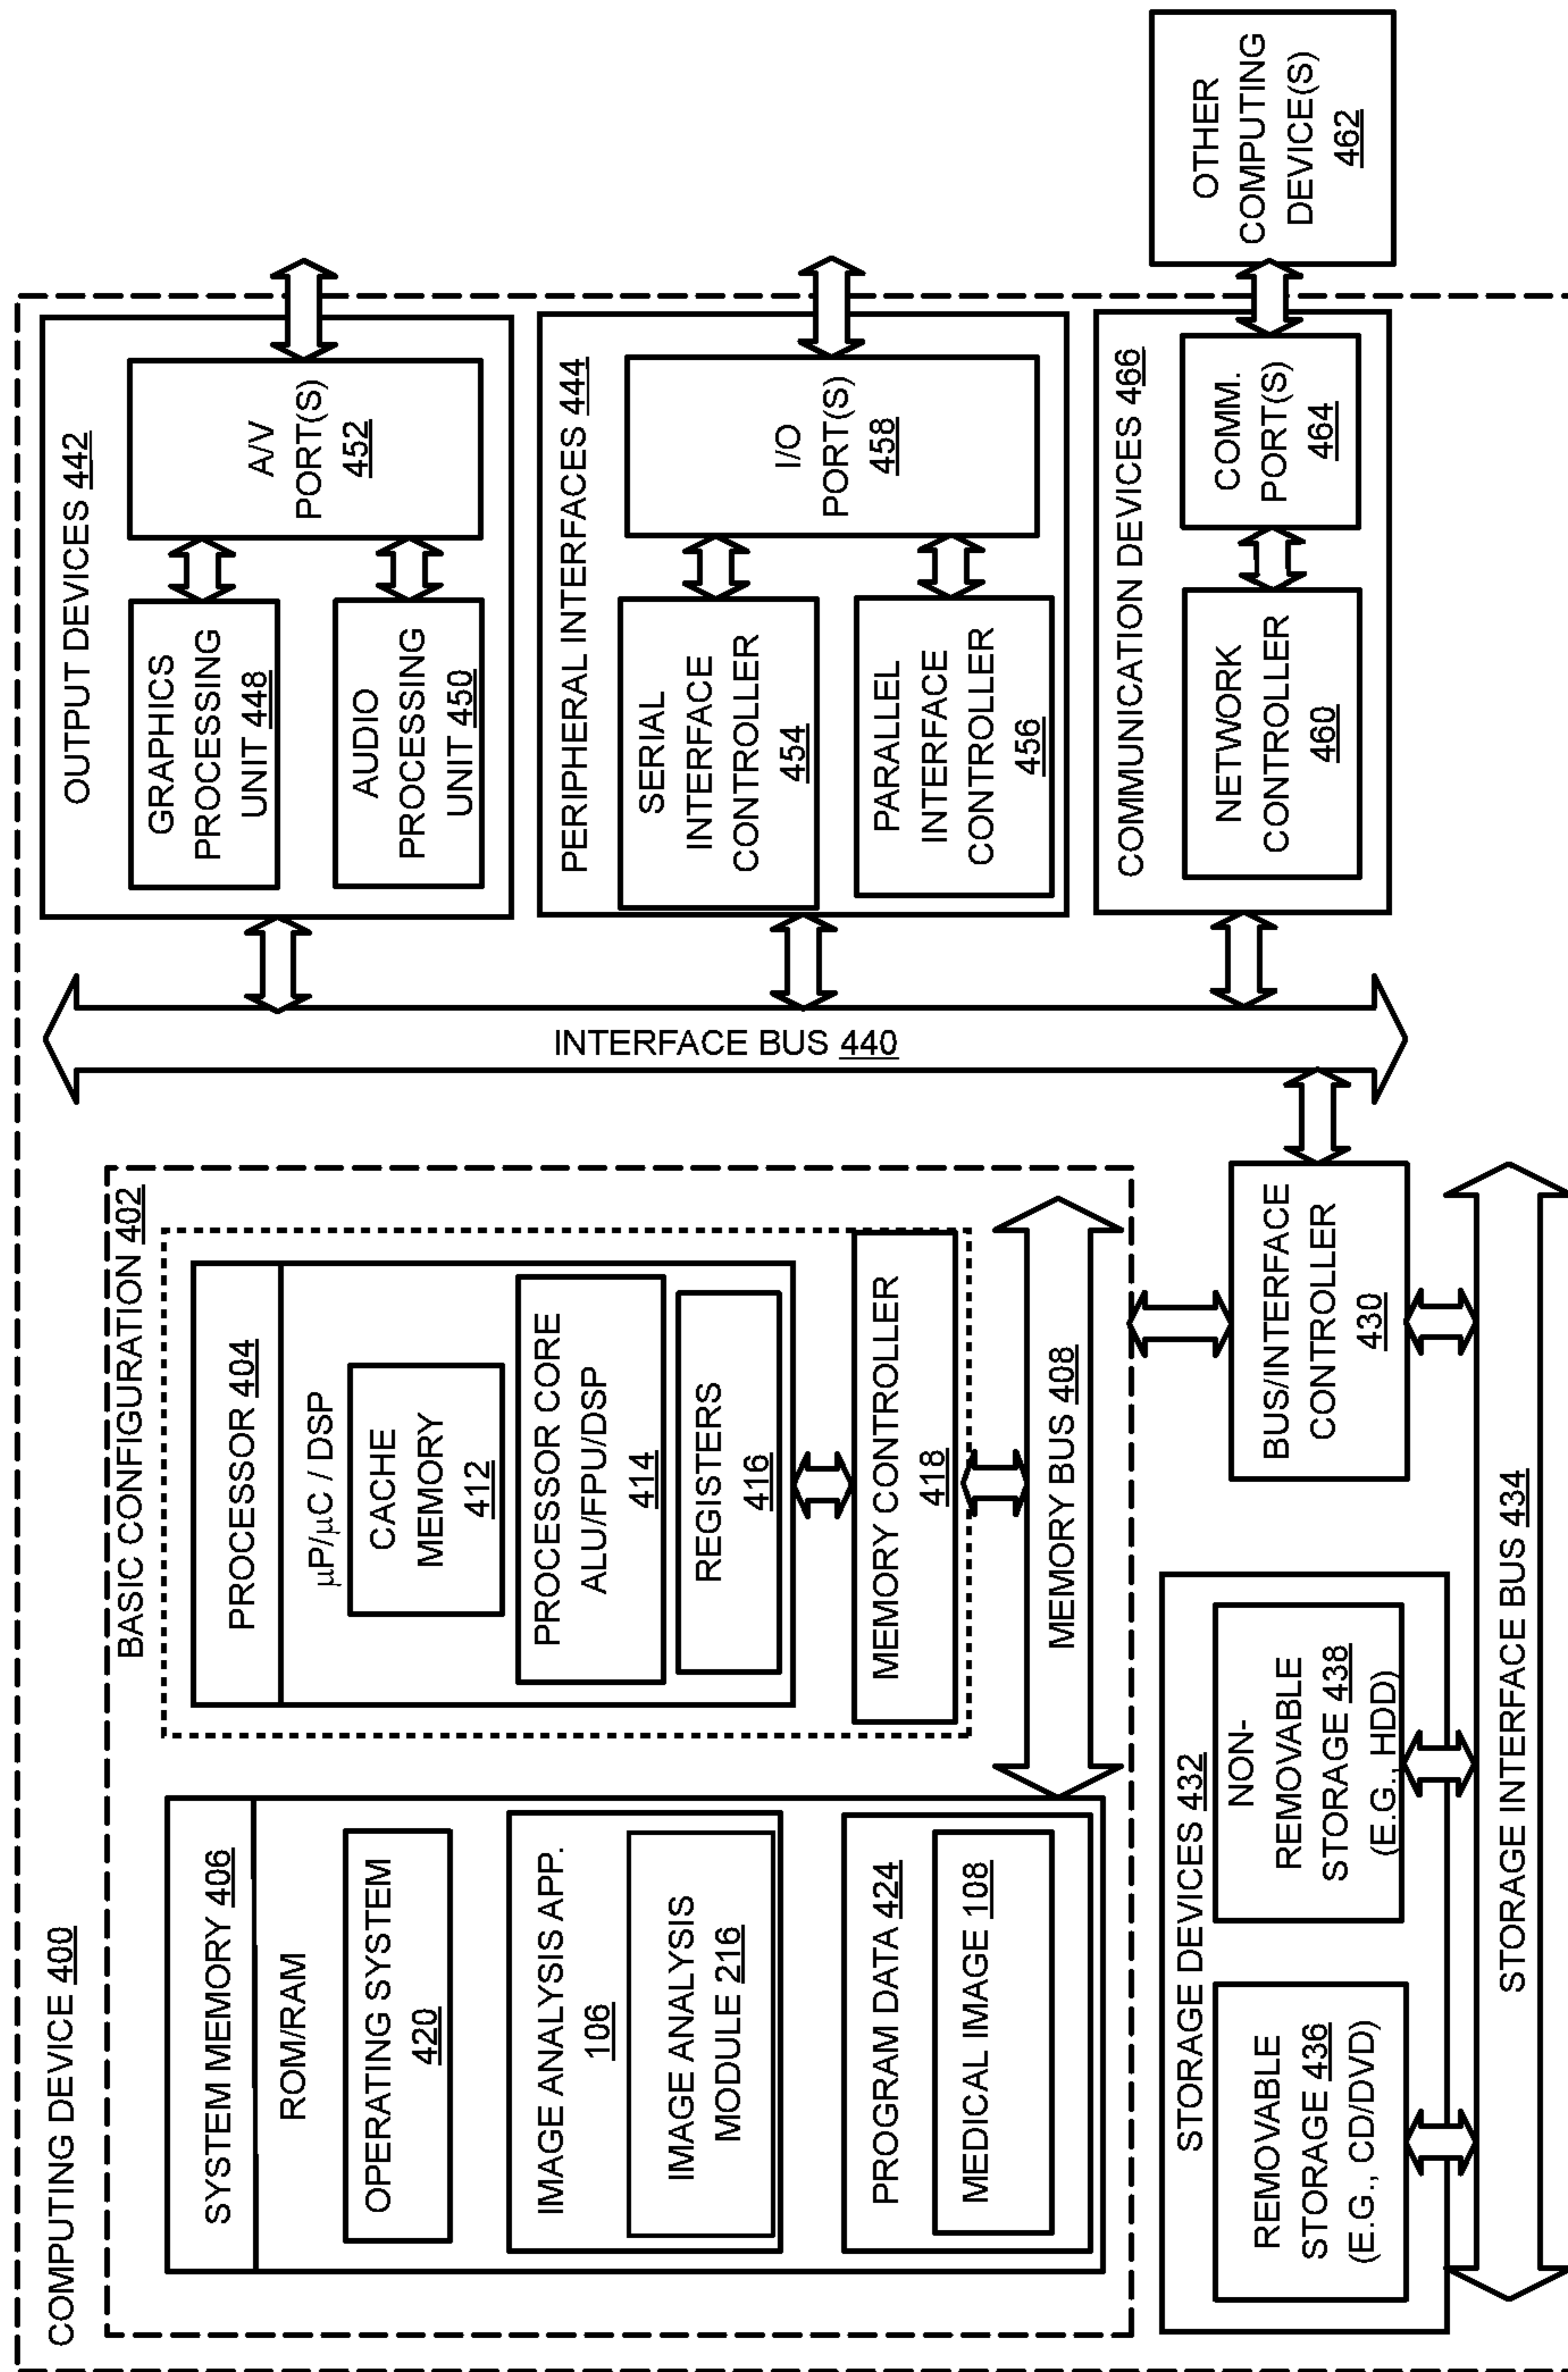 COMPUTING DEVICE 400
BASIC CONFIGURATION 402
SYSTEM MEMORY 406
ROM/RAM
OPERATING SYSTEM
420
IMAGE ANALYSIS APP.
106
IMAGE ANALYSIS
MODULE 216
PROGRAM DATA 424
MEDICAL IMAGE 108
PROCESSOR 404
μP/μC / DSP
CACHE
MEMORY
412
PROCESSOR CORE
ALU/FPU/DSP
414
REGISTERS
416
MEMORY CONTROLLER
418
MEMORY BUS 408
BUS/INTERFACE
CONTROLLER
430
STORAGE DEVICES 432
REMOVABLE
STORAGE 436
(E.G., CD/DVD)
NON-
REMOVABLE
STORAGE 438
(E.G., HDD)
STORAGE INTERFACE BUS 434
INTERFACE BUS 440
OUTPUT DEVICES 442
GRAPHICS
PROCESSING
UNIT 448
AUDIO
PROCESSING
UNIT 450
A/V
PORT(S)
452
PERIPHERAL INTERFACES 444
SERIAL
INTERFACE
CONTROLLER
454
PARALLEL
INTERFACE
CONTROLLER
456
I/O
PORT(S)
458
COMMUNICATION DEVICES 466
NETWORK
CONTROLLER
460
COMM.
PORT(S)
464
OTHER
COMPUTING
DEVICE(S)
462